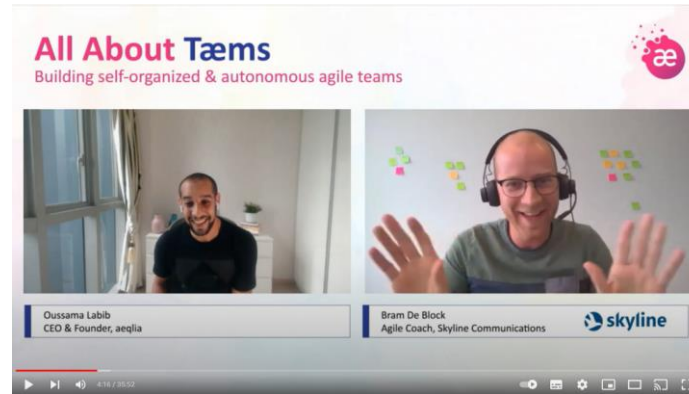 All About Tæms
Building self-organized & autonomous agile teams
æ
Oussama Labib
CEO & Founder, aeqlia
Bram De Block
Agile Coach, Skyline Communications
skyline
4:16 / 35:52